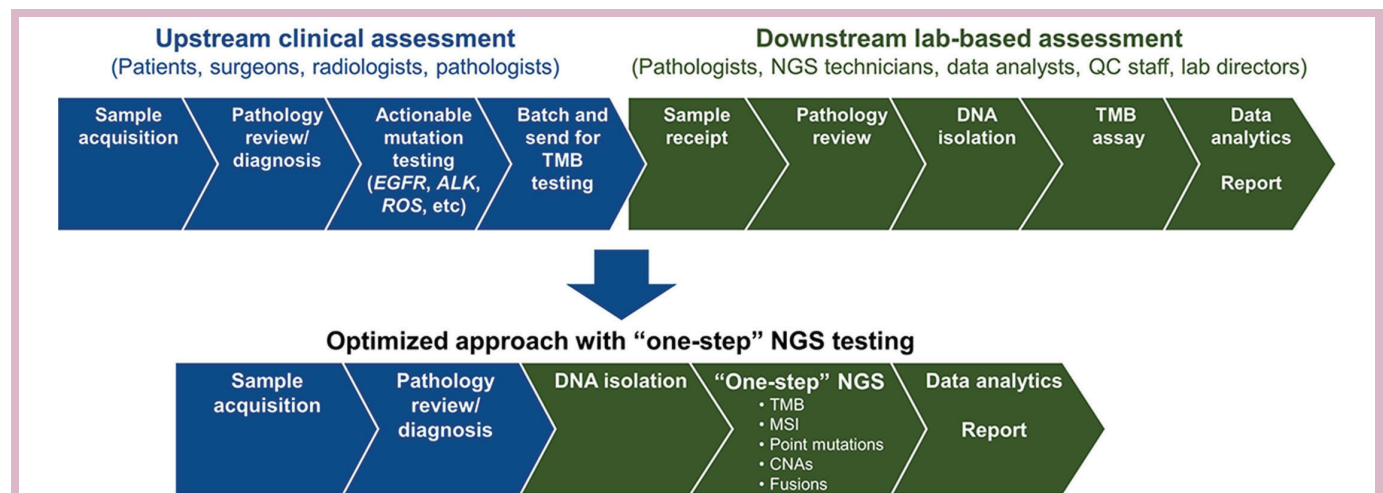 Upstream clinical assessment
(Patients, surgeons, radiologists, pathologists)
Downstream lab-based assessment
(Pathologists, NGS technicians, data analysts, QC staff, lab directors)
Sample
acquisition
Pathology
review/
diagnosis
Actionable
mutation
testing
(EGFR, ALK,
ROS, etc)
Batch and
send for
TMB
testing
Sample
receipt
Pathology
review
DNA
isolation
TMB
assay
Data
analytics
Report
Optimized approach with “one-step” NGS testing
Sample
acquisition
Pathology
review/
diagnosis
DNA isolation
“One-step” NGS
• TMB
• MSI
• Point mutations
• CNAs
• Fusions
Data analytics
Report